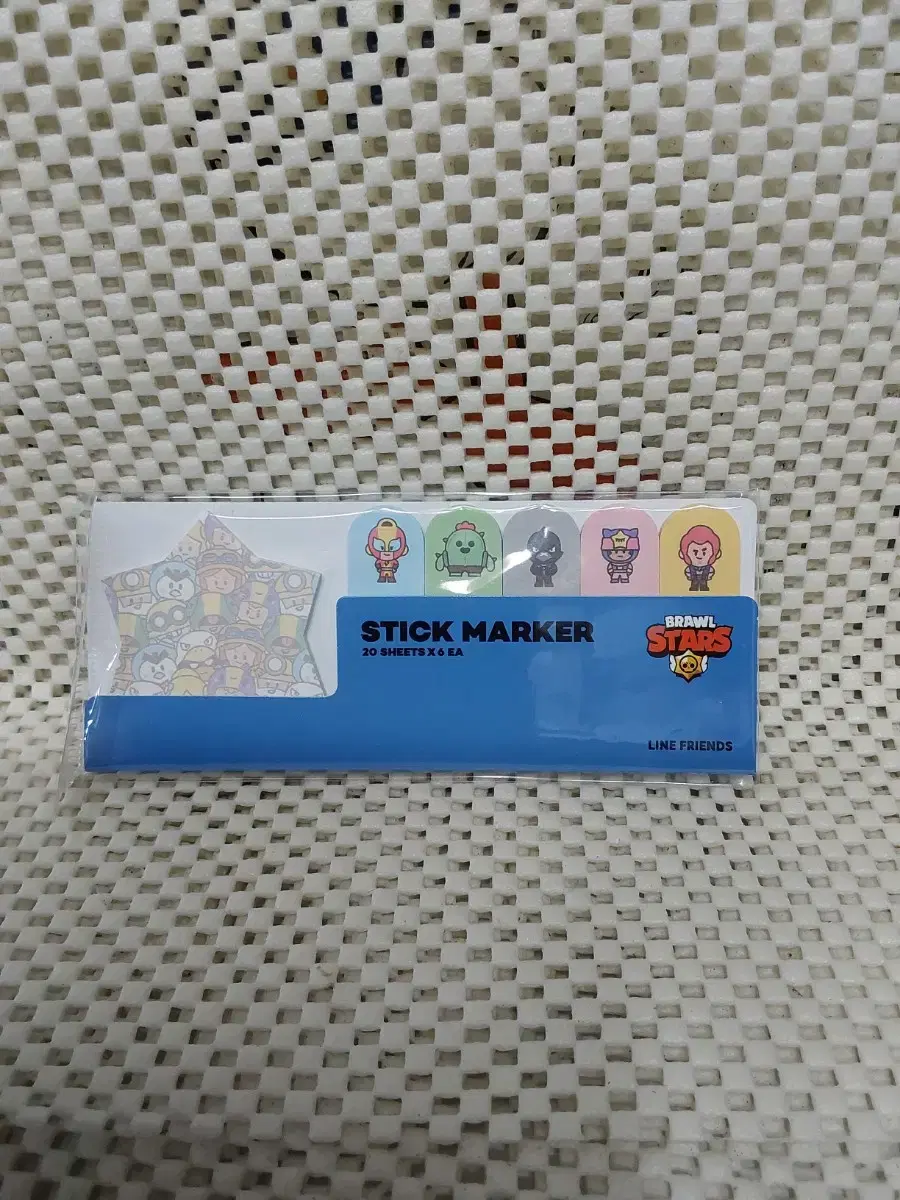 STICK MARKER
20 SHEETS X 6 EA
BRAWL
STARS
LINE FRIENDS